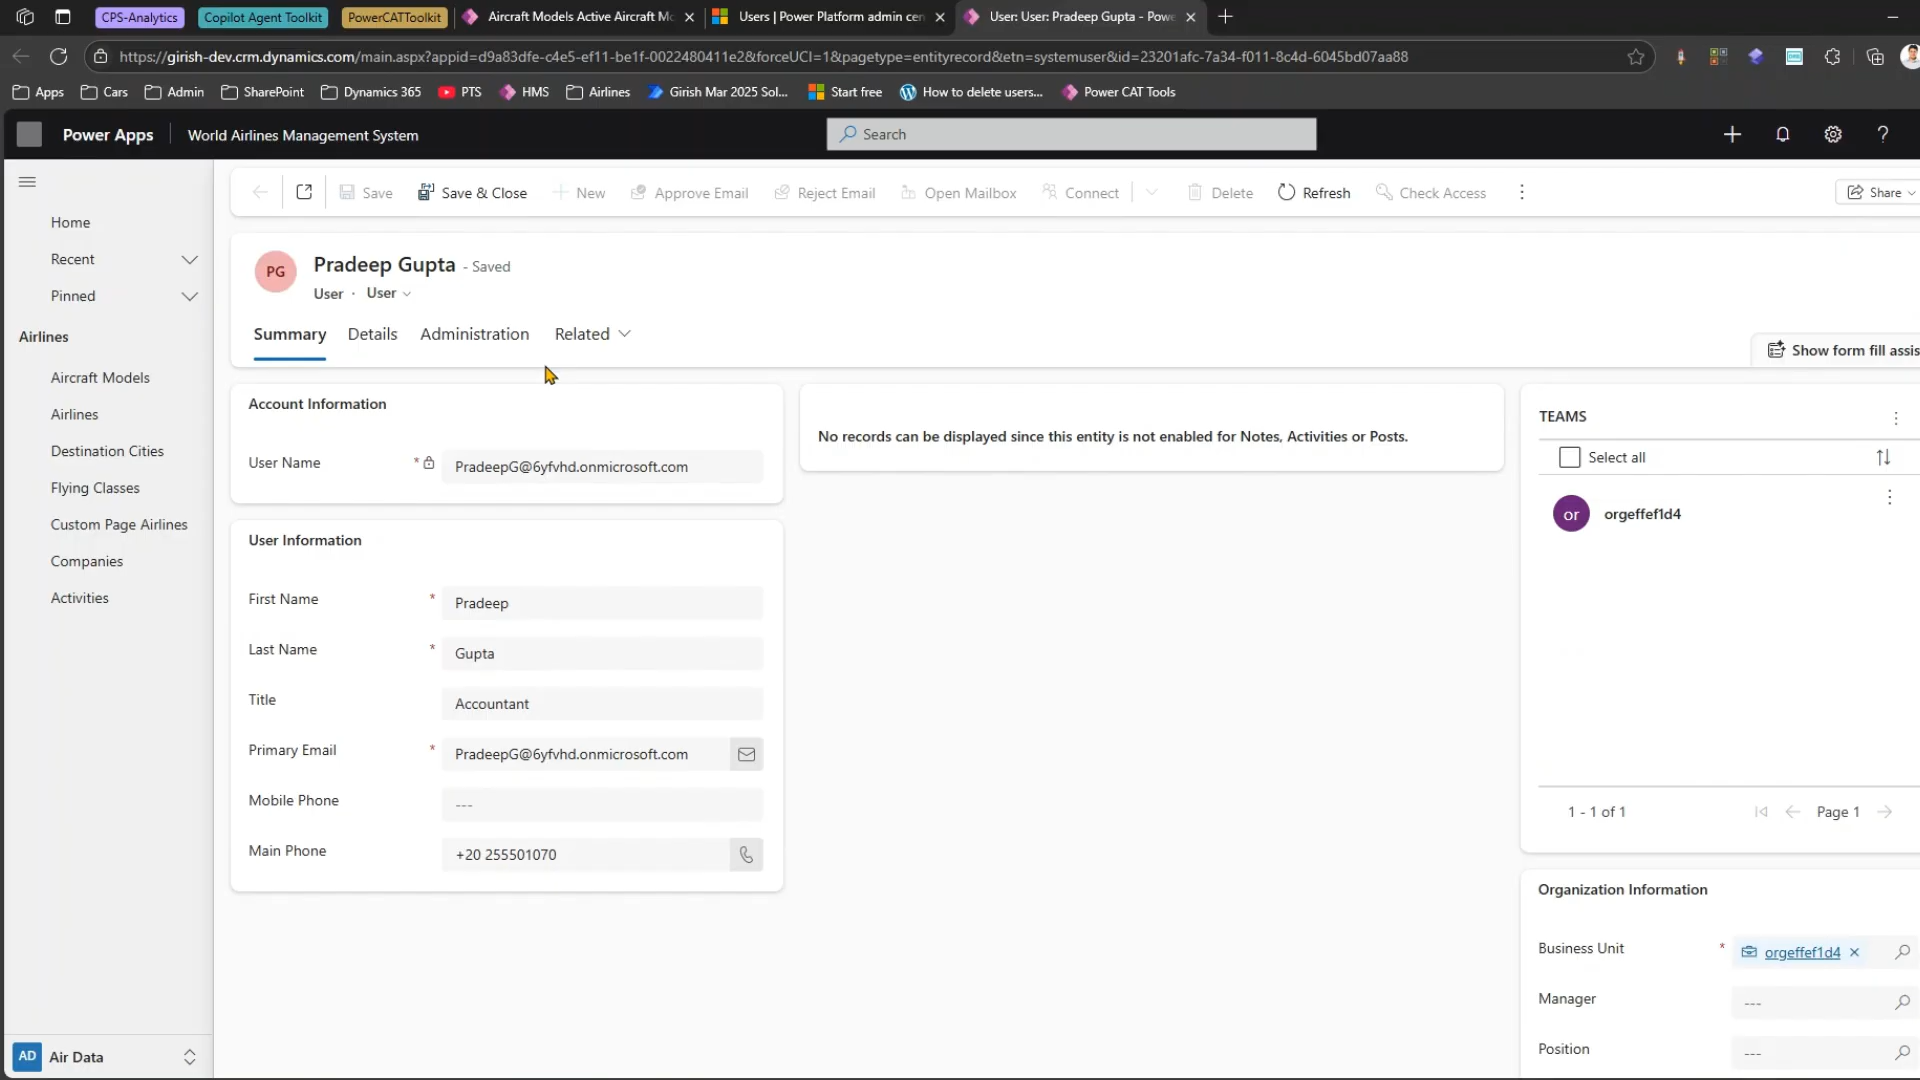 CPS-Analytics
Copilot Agent Toolkit
PowerCATToolkit
Aircraft Models Active Aircraft Mo
Users | Power Platform admin cen
User: User: Pradeep Gupta - Powe
https://girish-dev.crm.dynamics.com/main.aspx?appid=d9a83dfe-c4e5-ef11-be1f-0022480411e2&forceUCI=1&pagetype=entityrecord&etn=systemuser&id=23201afc-7a34-f011-8c4d-6045bd07aa88
Apps
Cars
Admin
SharePoint
Dynamics 365
PTS
HMS
Airlines
Girish Mar 2025 Sol...
Start free
How to delete users...
Power CAT Tools
Power Apps
World Airlines Management System
Search
Save
Save & Close
New
Approve Email
Reject Email
Open Mailbox
Connect
Delete
Refresh
Check Access
Share
Home
Recent
Pinned
Airlines
Aircraft Models
Airlines
Destination Cities
Flying Classes
Custom Page Airlines
Companies
Activities
AD
Air Data
PG
Pradeep Gupta - Saved
User · User
Summary
Details
Administration
Related
Show form fill assis
Account Information
User Name
*
PradeepG@6yfvhd.onmicrosoft.com
User Information
First Name
*
Pradeep
Last Name
*
Gupta
Title
Accountant
Primary Email
*
PradeepG@6yfvhd.onmicrosoft.com
Mobile Phone
---
Main Phone
+20 255501070
No records can be displayed since this entity is not enabled for Notes, Activities or Posts.
TEAMS
Select all
or
orgeffef1d4
1 - 1 of 1
Page 1
Organization Information
Business Unit
*
orgeffef1d4
Manager
---
Position
---